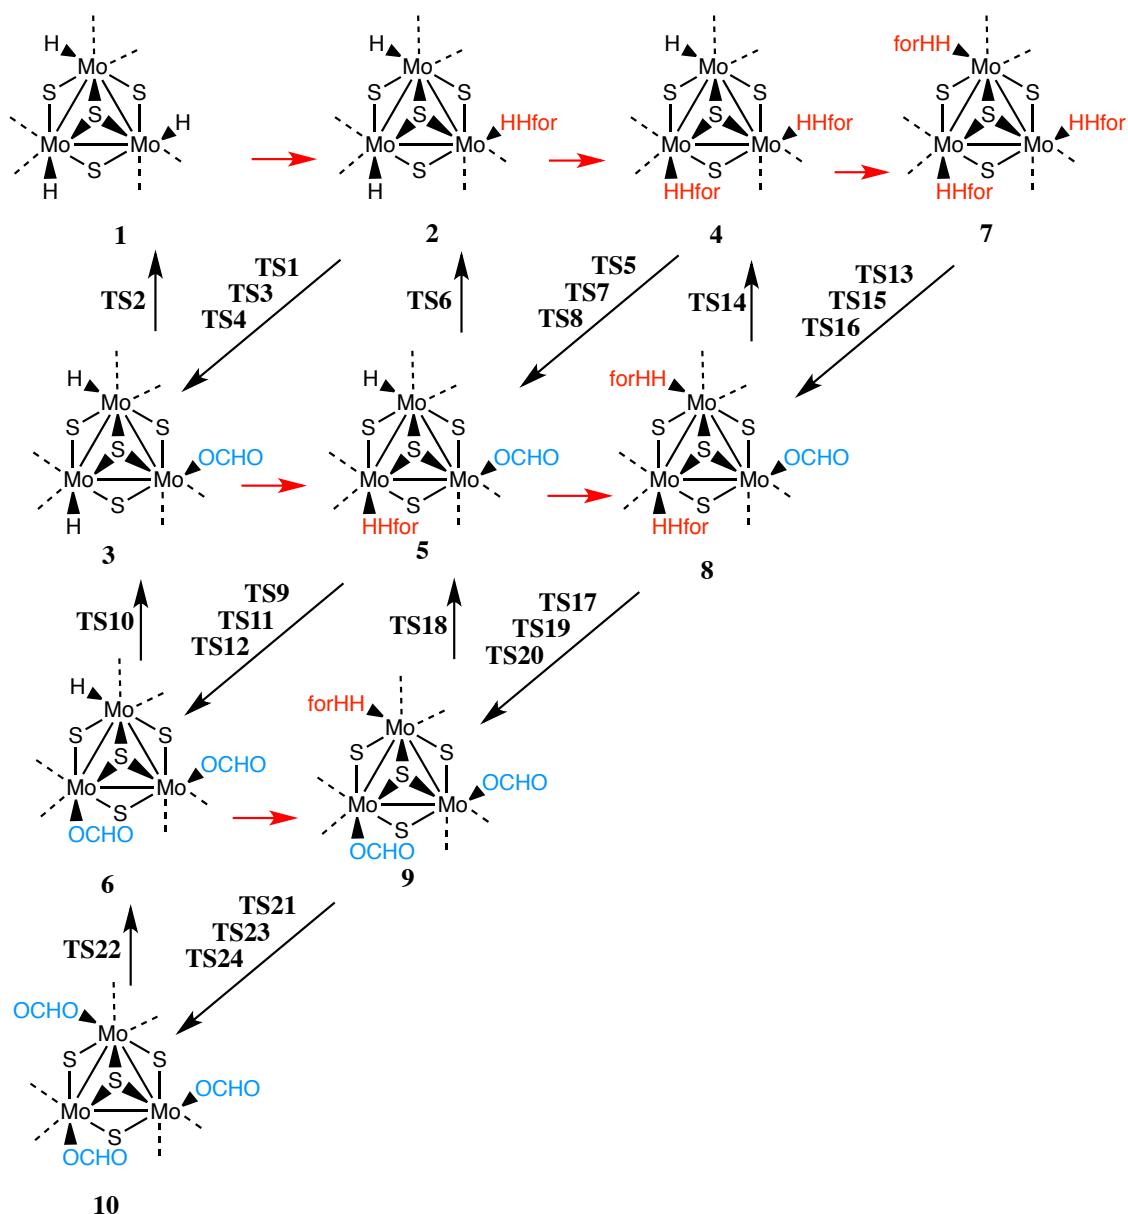 H Mo S S S Mo Mo H S H
H Mo S S S Mo Mo HHfor S H
H Mo S S S Mo Mo HHfor S HHfor
forHH Mo S S S Mo Mo HHfor S HHfor
1 2 4 7
TS2
TS1
TS3
TS4
TS6
TS5
TS7
TS8
TS14
TS13
TS15
TS16
H Mo S S S OCHO Mo Mo S H
H Mo S S S OCHO Mo Mo S HHfor
forHH Mo S S S OCHO Mo Mo S HHfor
3 5 8
TS10
TS9
TS11
TS12
TS18
TS17
TS19
TS20
H Mo S S S OCHO Mo Mo S OCHO
forHH Mo S S S OCHO Mo Mo S OCHO
6 9
TS22
TS21
TS23
TS24
OCHO Mo S S S OCHO Mo Mo S OCHO
10